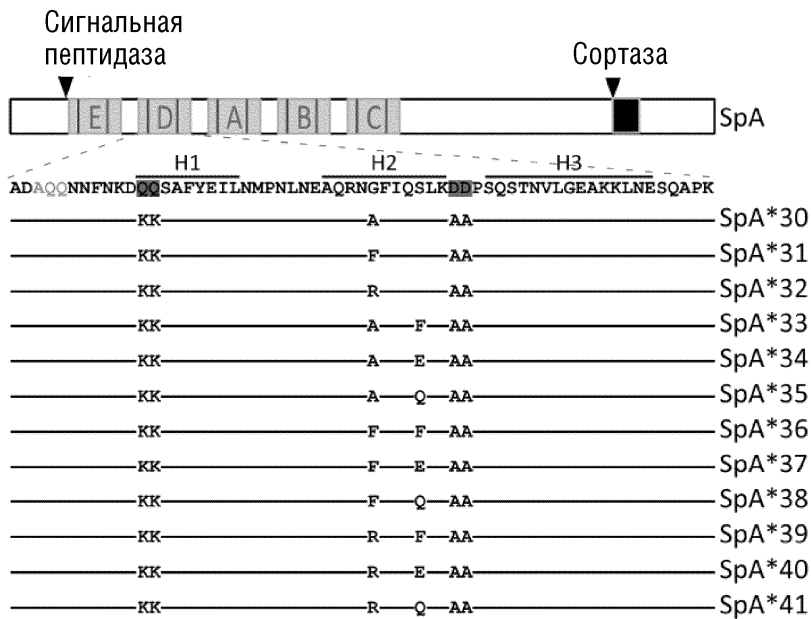 Сигнальная
пептидаза
Сортаза
E D A B C SpA
H1 H2 H3
ADAQQNNFNKDQQSAFYEILNMPNLNEAQRNGFIQSLKDDPSQSTNVLGEAKKLNESQAPK
KK A AA SpA*30
KK F AA SpA*31
KK R AA SpA*32
KK A F AA SpA*33
KK A E AA SpA*34
KK A Q AA SpA*35
KK F F AA SpA*36
KK F E AA SpA*37
KK F Q AA SpA*38
KK R F AA SpA*39
KK R E AA SpA*40
KK R Q AA SpA*41